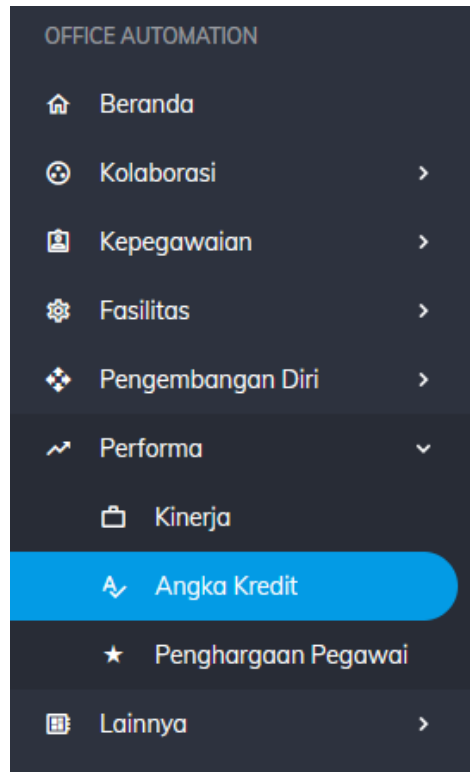 OFFICE AUTOMATION
Beranda
Kolaborasi
Kepegawaian
Fasilitas
Pengembangan Diri
Performa
Kinerja
Angka Kredit
Penghargaan Pegawai
Lainnya